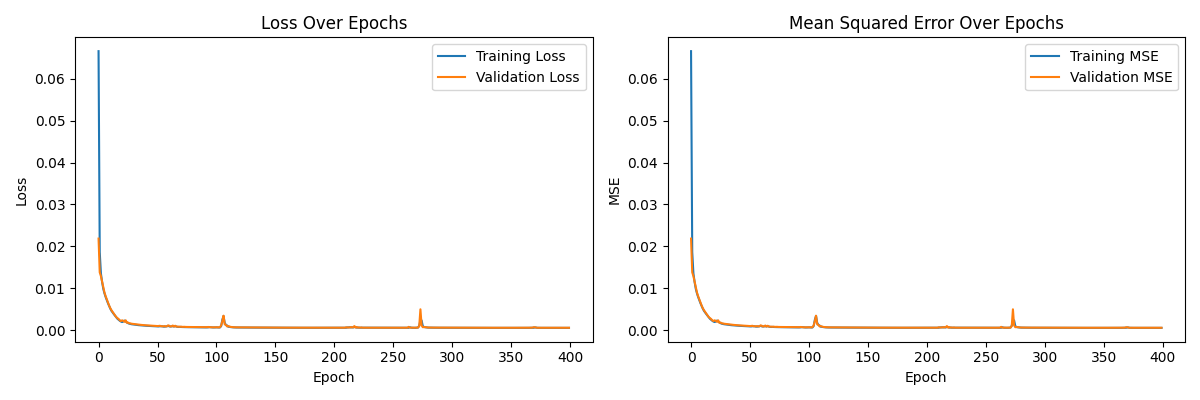 Loss Over Epochs
Training Loss
Validation Loss
0.06
0.05
0.04
0.03
0.02
0.01
0.00
Loss
0 50 100 150 200 250 300 350 400
Epoch
Mean Squared Error Over Epochs
Training MSE
Validation MSE
0.06
0.05
0.04
0.03
0.02
0.01
0.00
MSE
0 50 100 150 200 250 300 350 400
Epoch